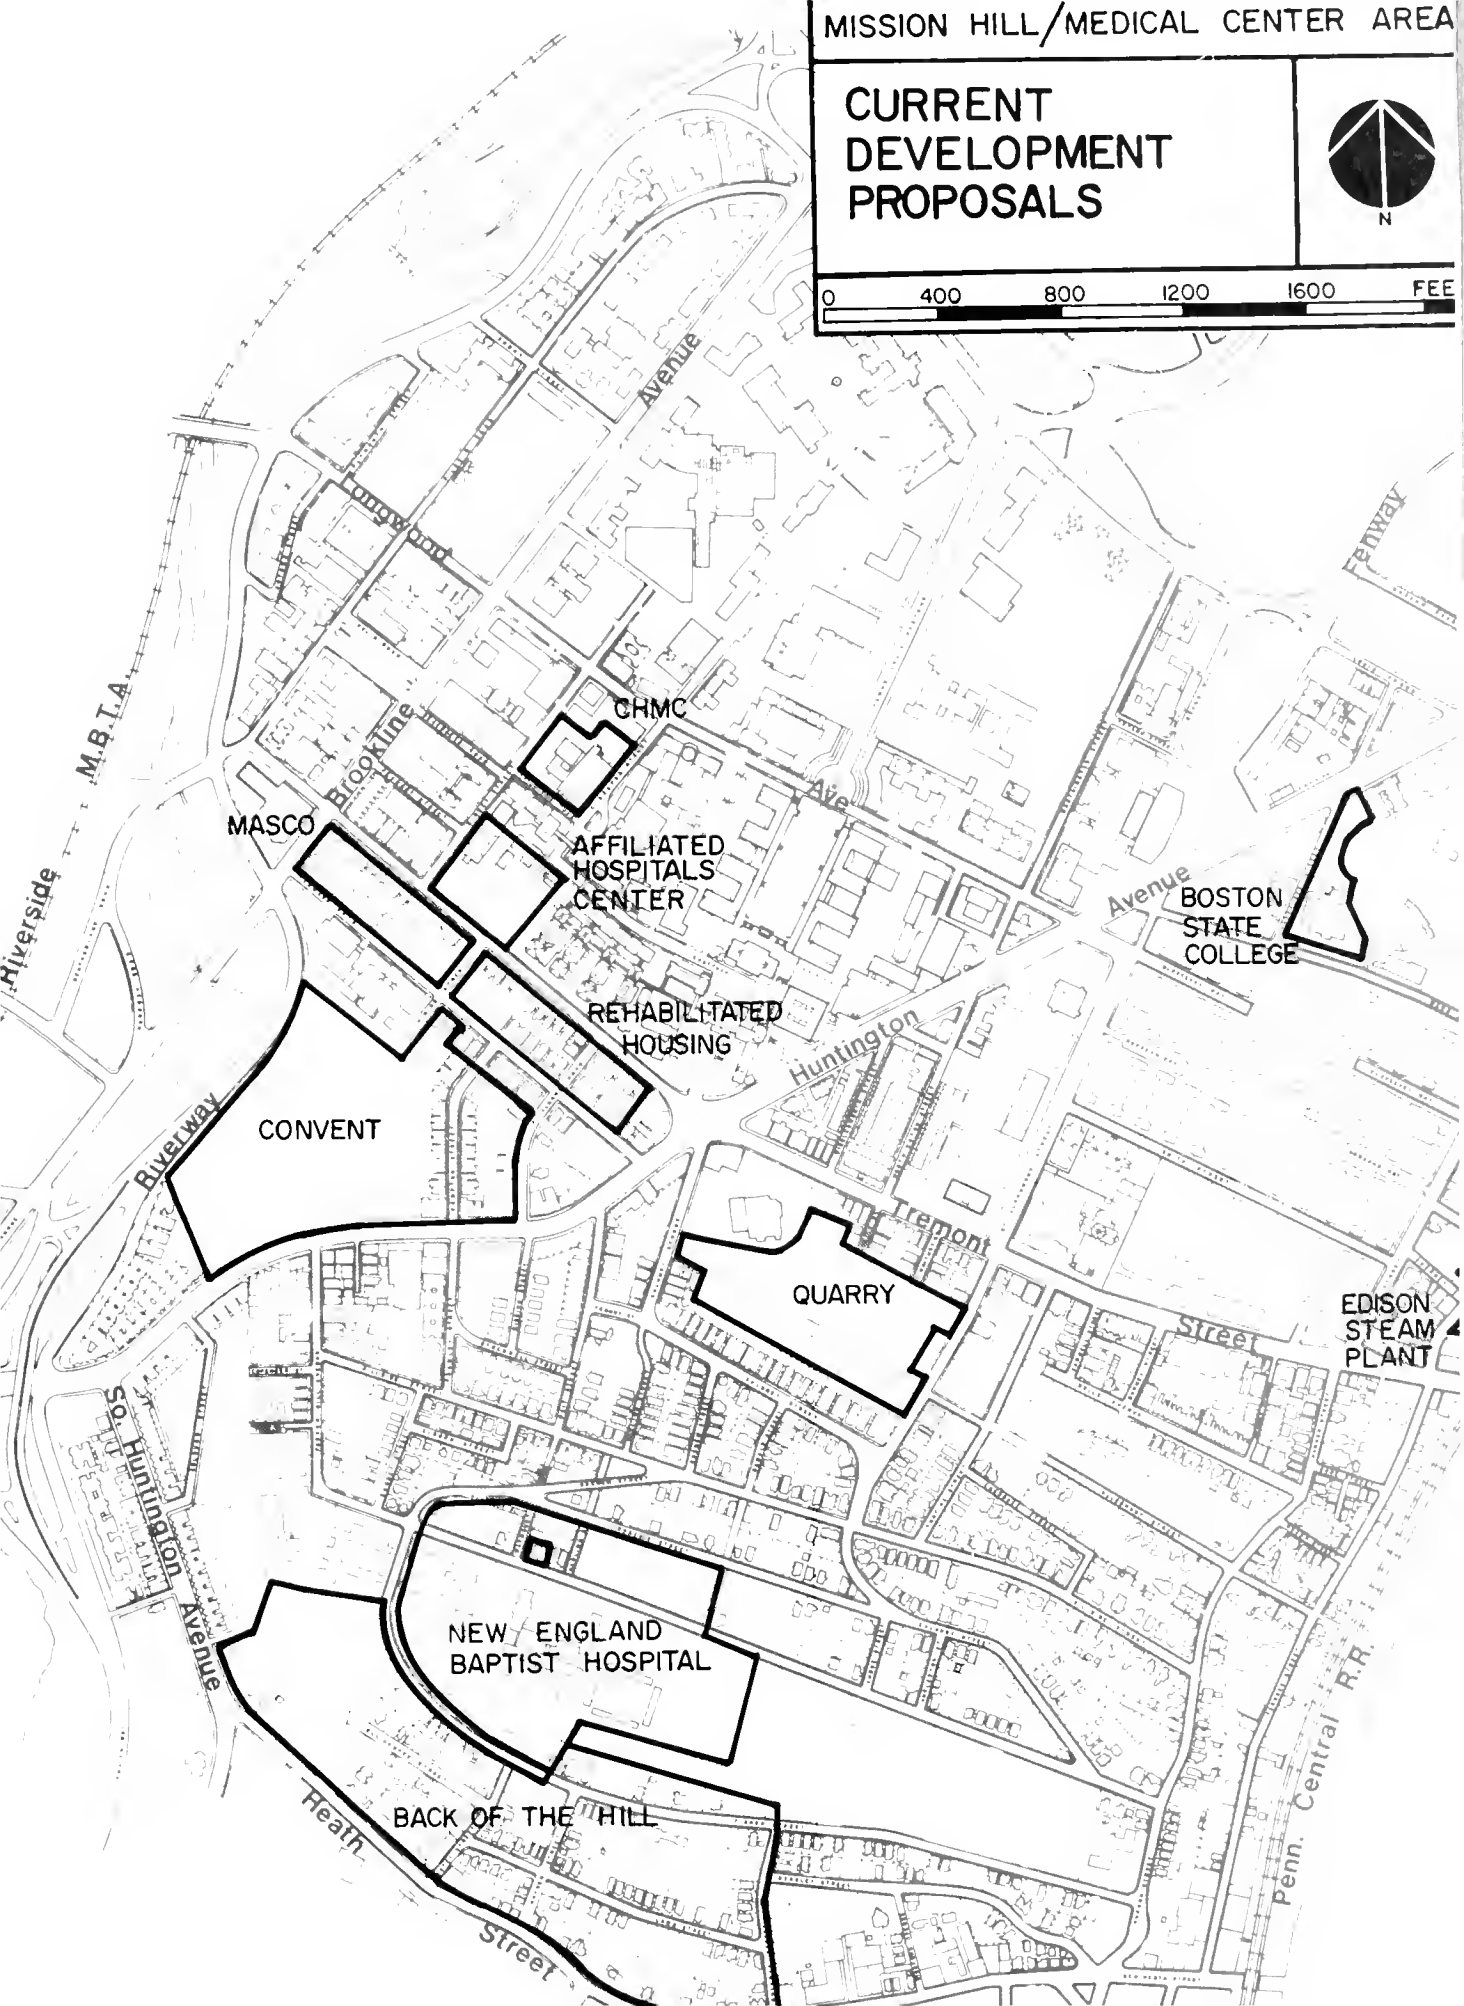 MISSION HILL/MEDICAL CENTER AREA
CURRENT
DEVELOPMENT
PROPOSALS
N
0 400 800 1200 1600 FEE
Avenue
Longwood
Fenway
M.B.T.A.
CHMC
Brookline
Ave
MASCO
AFFILIATED
HOSPITALS
CENTER
Avenue
BOSTON
STATE
COLLEGE
Riverside
REHABILITATED
HOUSING
Huntington
CONVENT
Riverway
Tremont
QUARRY
Street
EDISON
STEAM
PLANT
So. Huntington
Avenue
NEW ENGLAND
BAPTIST HOSPITAL
Penn. Central R.R.
BACK OF THE HILL
Heath
Street